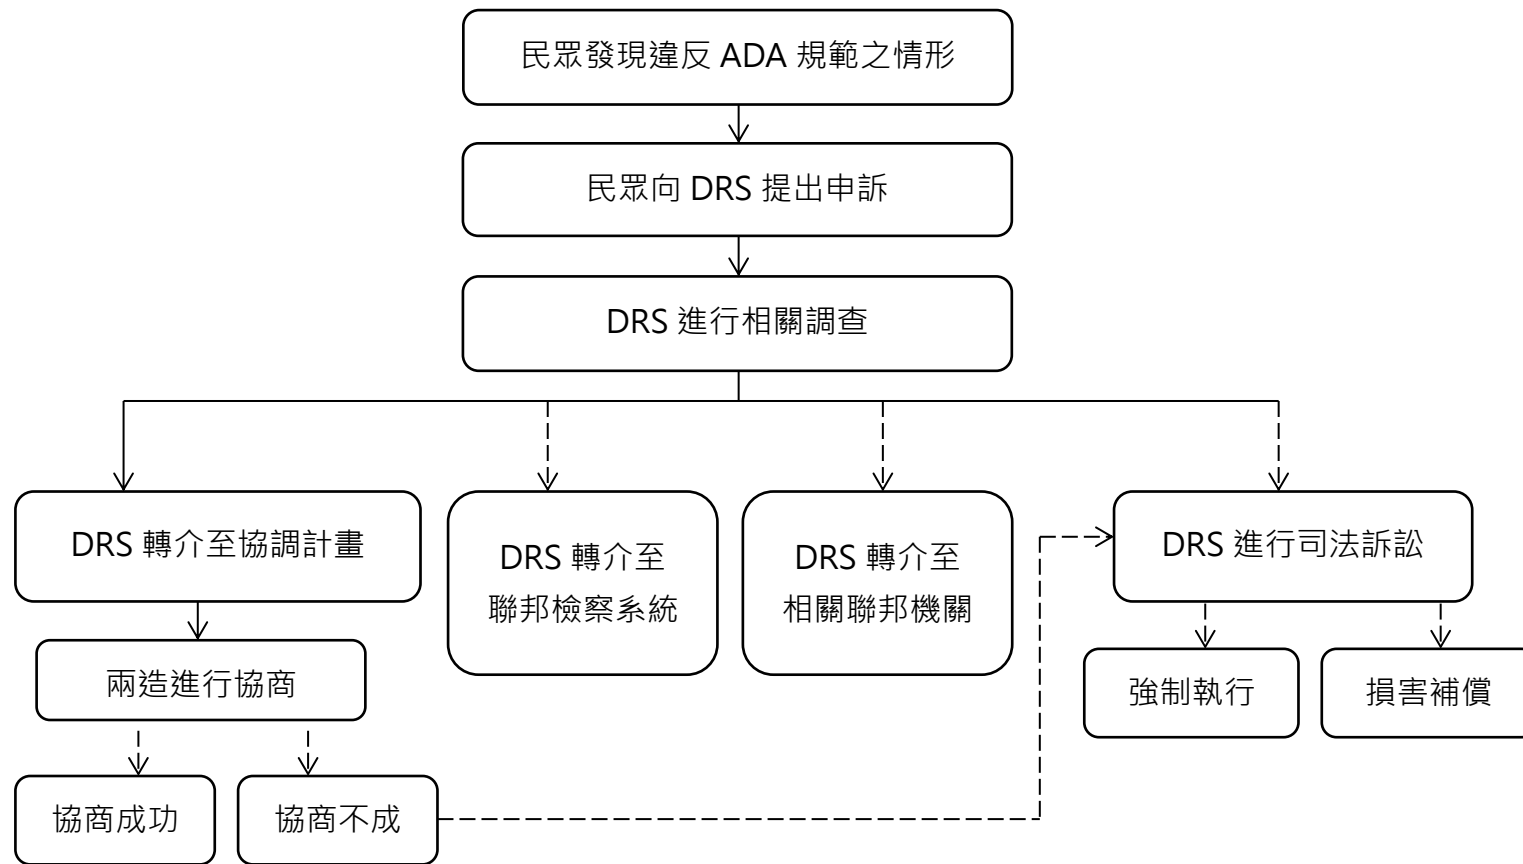 民眾發現違反 ADA 規範之情形
民眾向 DRS 提出申訴
DRS 進行相關調查
DRS 轉介至協調計畫
DRS 轉介至
聯邦檢察系統
DRS 轉介至
相關聯邦機關
DRS 進行司法訴訟
兩造進行協商
強制執行
損害補償
協商成功
協商不成